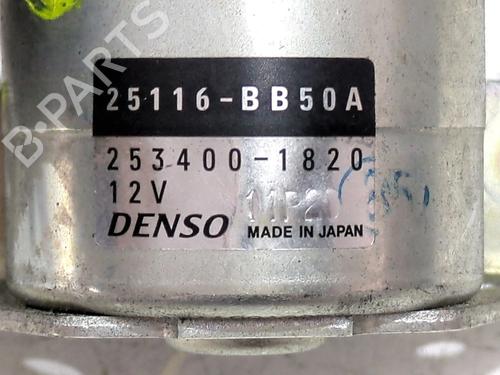 B-PARTS
25116-BB50A
253400-1820
12V
DENSO MADE IN JAPAN